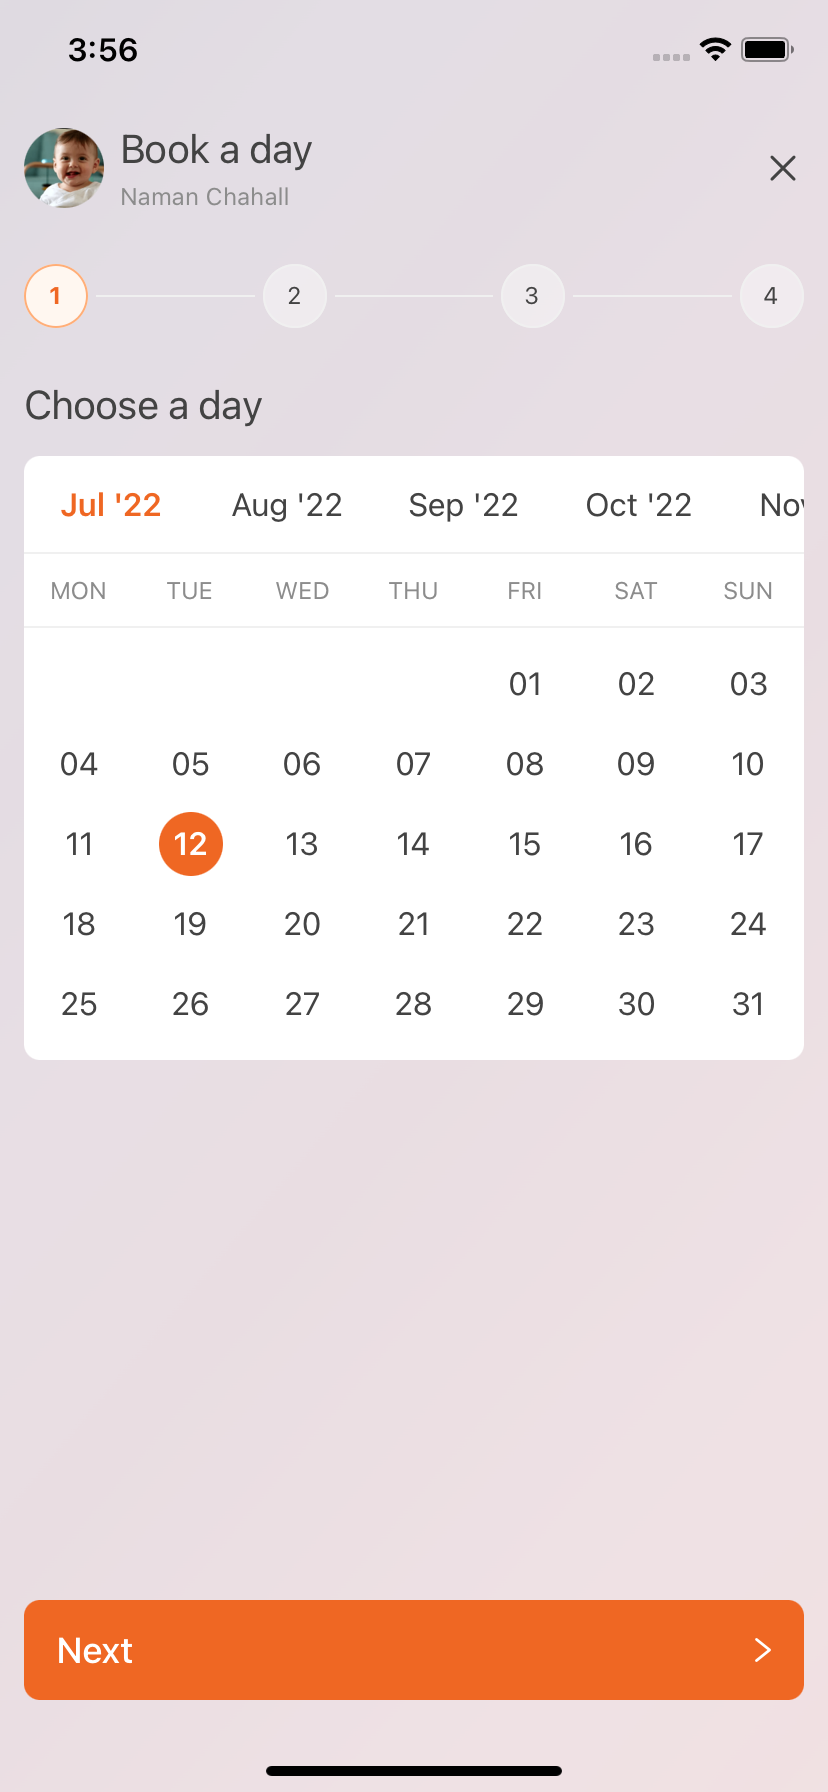 3:56
Book a day
Naman Chahall
1 2 3 4
Choose a day
Jul '22 Aug '22 Sep '22 Oct '22 Nov
MON TUE WED THU FRI SAT SUN
01 02 03
04 05 06 07 08 09 10
11 12 13 14 15 16 17
18 19 20 21 22 23 24
25 26 27 28 29 30 31
Next